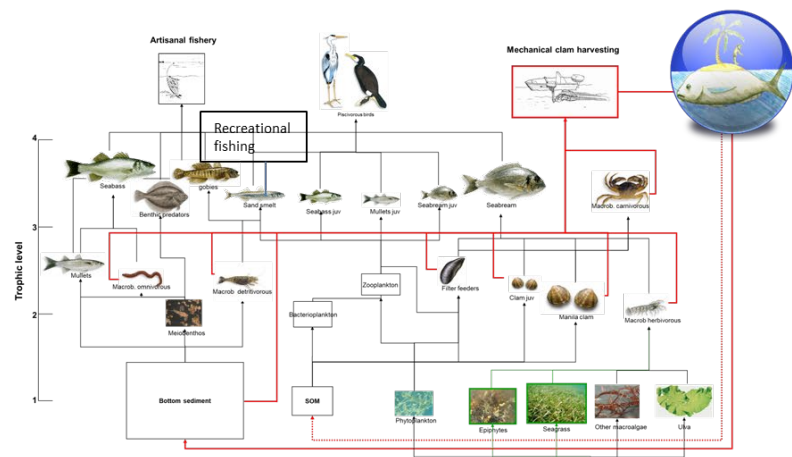 Artisanal fishery
Mechanical clam harvesting
Piscivorous birds
Recreational
fishing
Trophic level
4
3
2
1
Seabass
Benthic predators
gobies
Sand smelt
Seabass juv
Mullets juv
Seabream juv
Seabream
Macrob. carnivorous
Mullets
Macrob. omnivorous
Macrob. detritivorous
Zooplankton
Filter feeders
Clam juv
Manila clam
Macrob herbivorous
Bacterioplankton
Meiobenthos
Bottom sediment
SOM
Phytoplankton
Epiphytes
Seagrass
Other macroalgae
Ulva